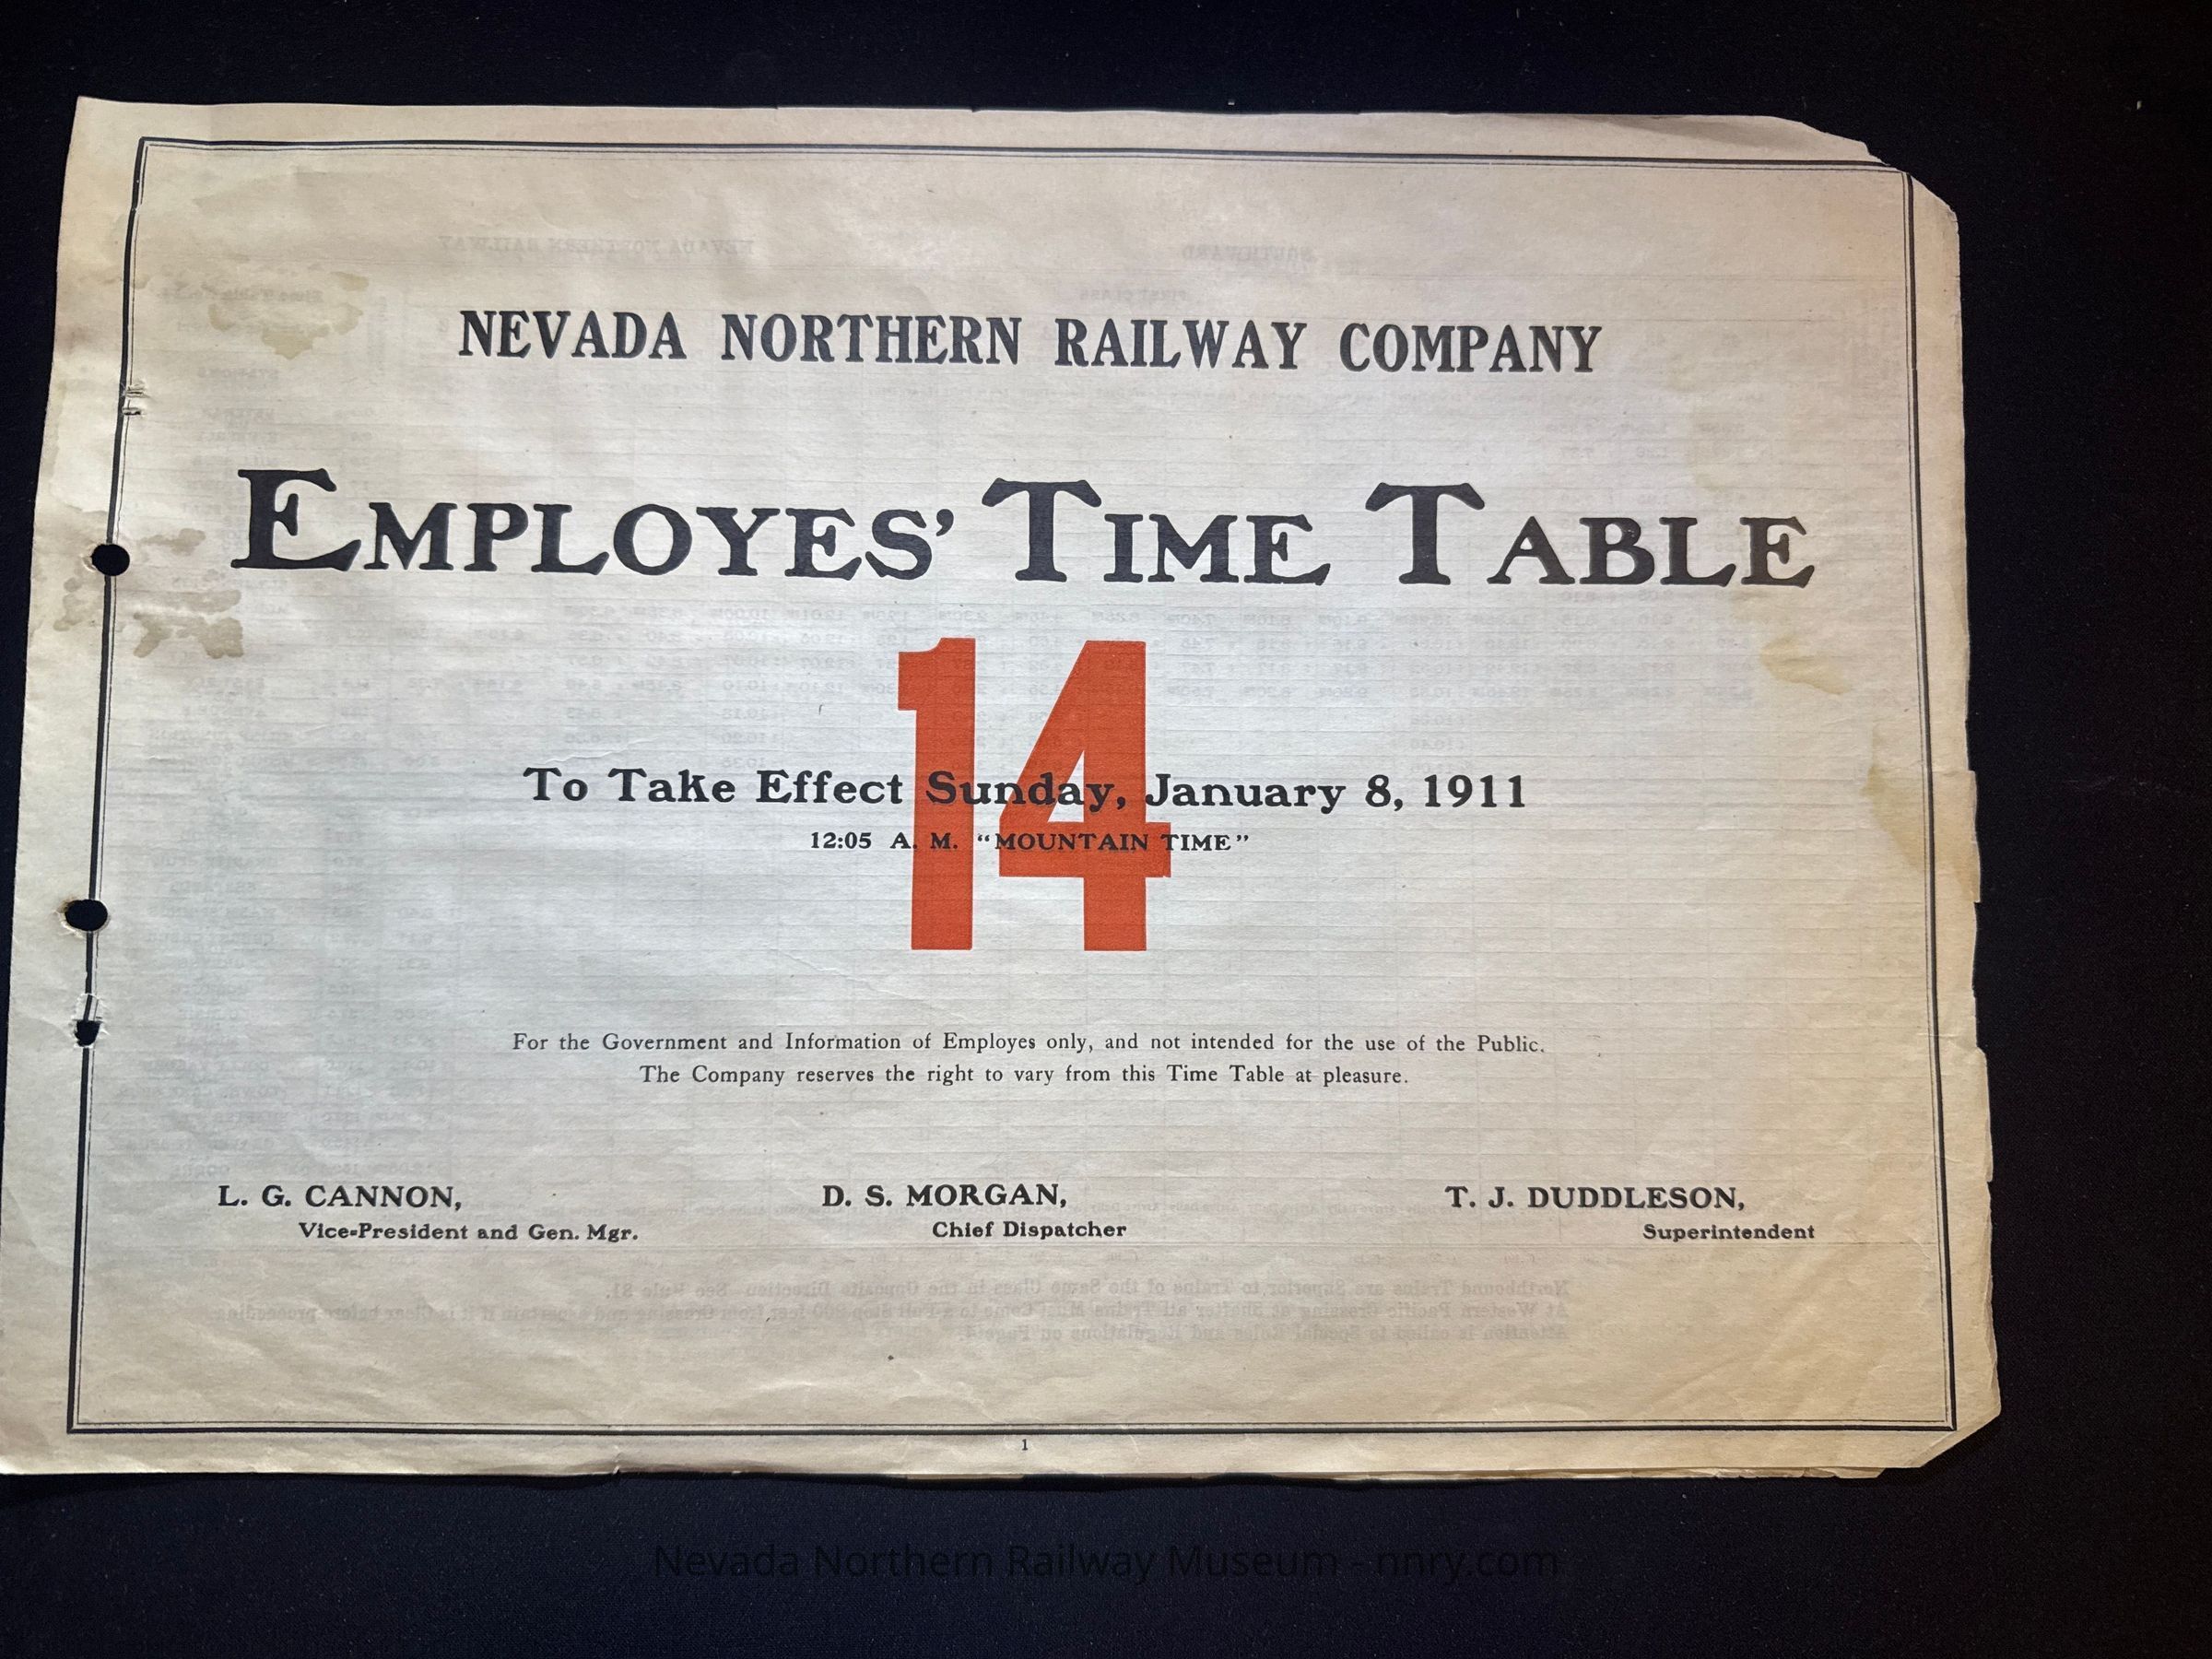 NEVADA NORTHERN RAILWAY COMPANY
EMPLOYES' TIME TABLE
14
To Take Effect Sunday, January 8, 1911
12:05 A. M. "MOUNTAIN TIME"
For the Government and Information of Employes only, and not intended for the use of the Public.
The Company reserves the right to vary from this Time Table at pleasure.
L. G. CANNON,
Vice-President and Gen. Mgr.
D. S. MORGAN,
Chief Dispatcher
T. J. DUDDLESON,
Superintendent
1
Nevada Northern Railway Museum - nnry.com